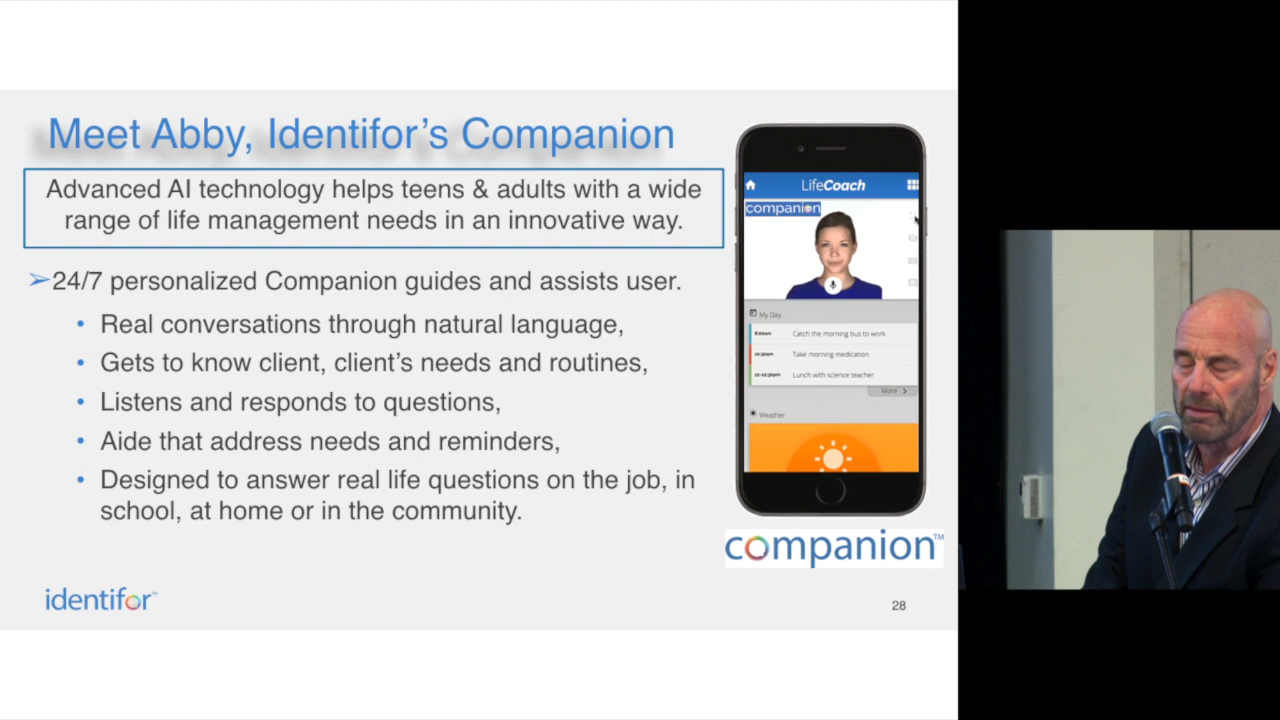 Meet Abby, Identifor's Companion
Advanced AI technology helps teens & adults with a wide
range of life management needs in an innovative way.
➢24/7 personalized Companion guides and assists user.
• Real conversations through natural language,
• Gets to know client, client's needs and routines,
• Listens and responds to questions,
• Aide that address needs and reminders,
• Designed to answer real life questions on the job, in
school, at home or in the community.
identifor™
LifeCoach
companion
My Day
8:00am Catch the morning bus to work
Take morning medication
Lunch with science teacher
More >
Weather
companion™
28